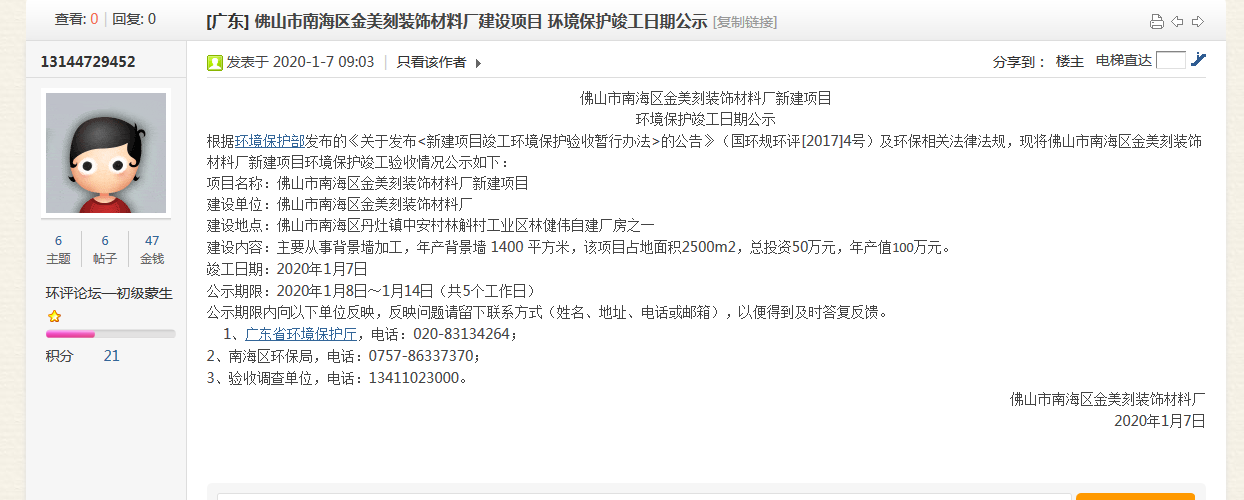 查看: 0 | 回复: 0
[广东] 佛山市南海区金美刻装饰材料厂建设项目 环境保护竣工日期公示 [复制链接]
13144729452
发表于 2020-1-7 09:03 | 只看该作者
分享到： 楼主 电梯直达
6 主题
6 帖子
47 金钱
环评论坛—初级蒙生
积分 21
佛山市南海区金美刻装饰材料厂新建项目
环境保护竣工日期公示
根据环境保护部发布的《关于发布<新建项目竣工环境保护验收暂行办法>的公告》（国环规环评[2017]4号）及环保相关法律法规，现将佛山市南海区金美刻装饰
材料厂新建项目环境保护竣工验收情况公示如下：
项目名称：佛山市南海区金美刻装饰材料厂新建项目
建设单位：佛山市南海区金美刻装饰材料厂
建设地点：佛山市南海区丹灶镇中安村林斛村工业区林健伟自建厂房之一
建设内容：主要从事背景墙加工，年产背景墙 1400 平方米，该项目占地面积2500m2，总投资50万元，年产值100万元。
竣工日期：2020年1月7日
公示期限：2020年1月8日～1月14日（共5个工作日）
公示期限内向以下单位反映，反映问题请留下联系方式（姓名、地址、电话或邮箱），以便得到及时答复反馈。
1、广东省环境保护厅，电话：020-83134264；
2、南海区环保局，电话：0757-86337370；
3、验收调查单位，电话：13411023000。
佛山市南海区金美刻装饰材料厂
2020年1月7日